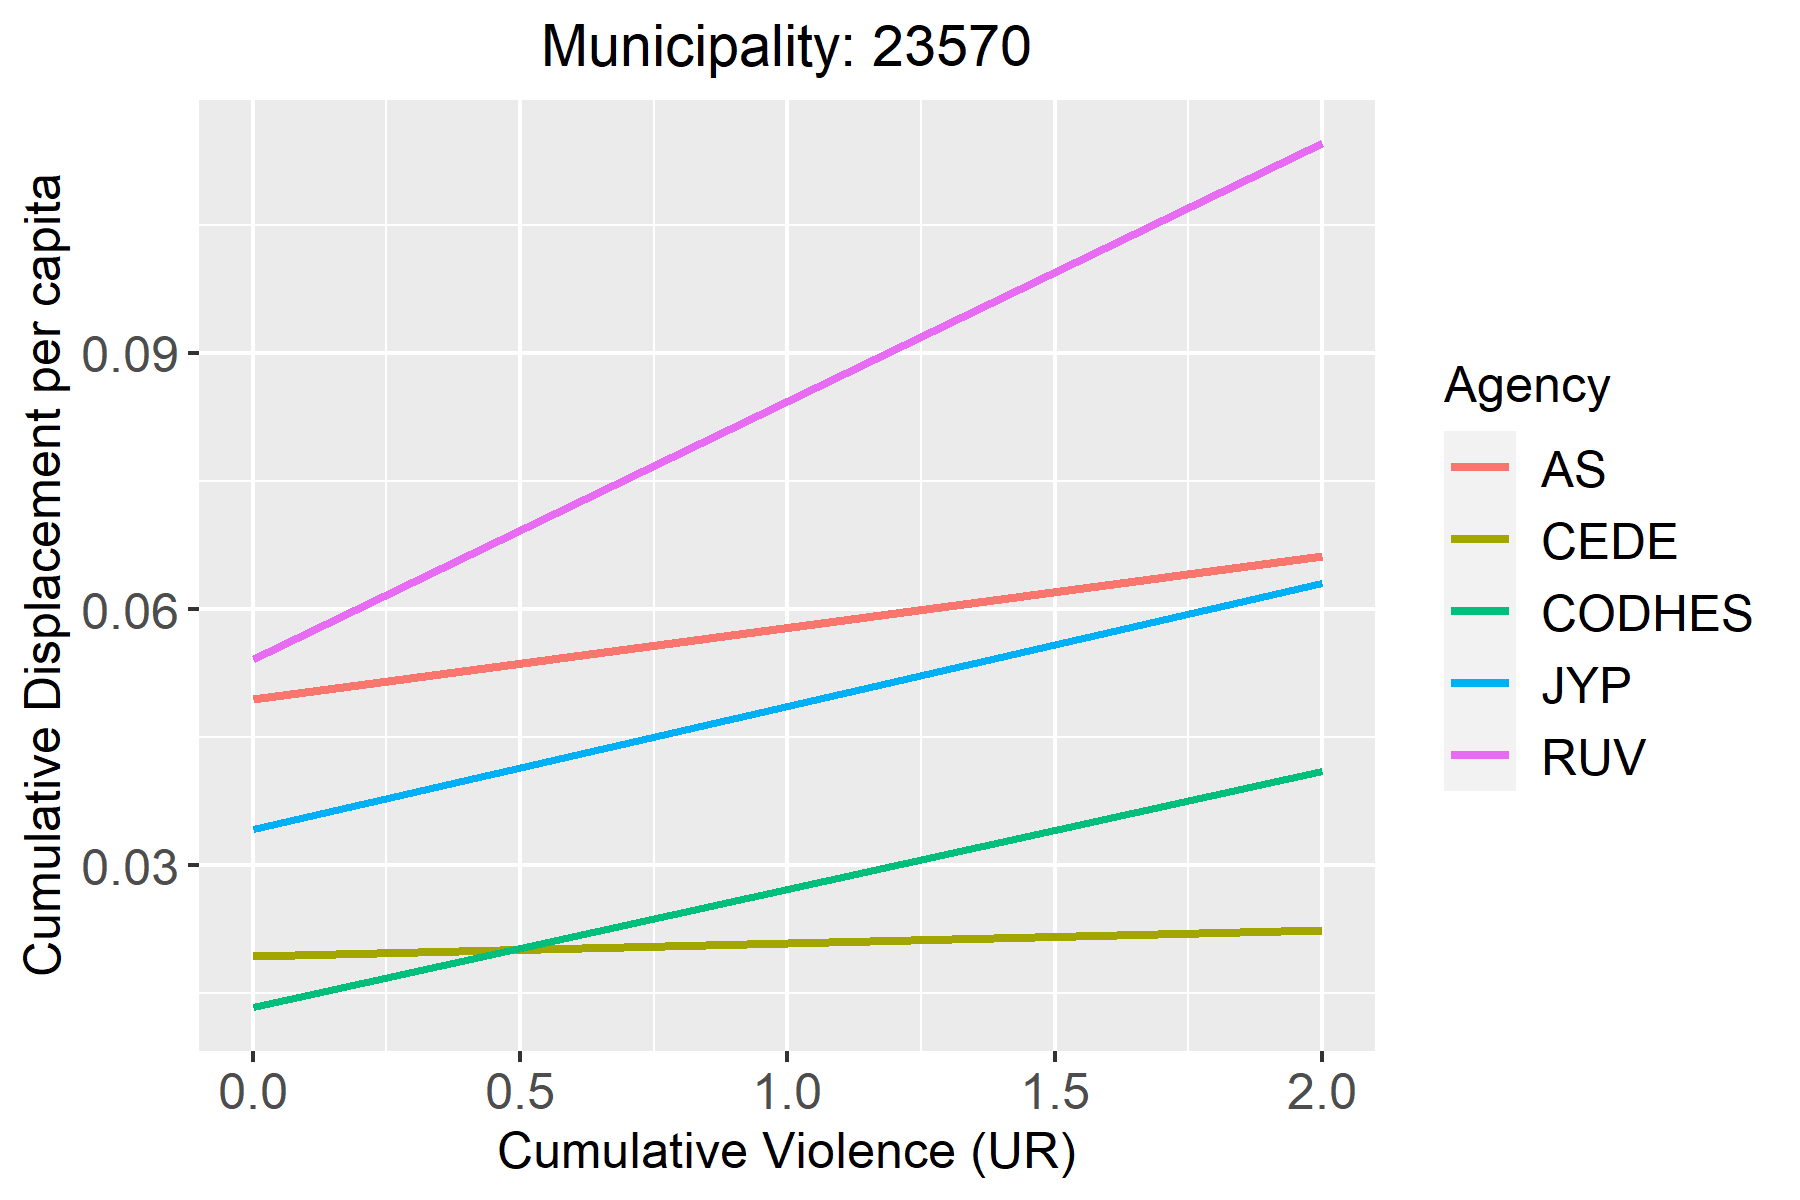 Municipality: 23570
Cumulative Displacement per capita
0.09
0.06
0.03
0.0 0.5 1.0 1.5 2.0
Cumulative Violence (UR)
Agency
AS
CEDE
CODHES
JYP
RUV